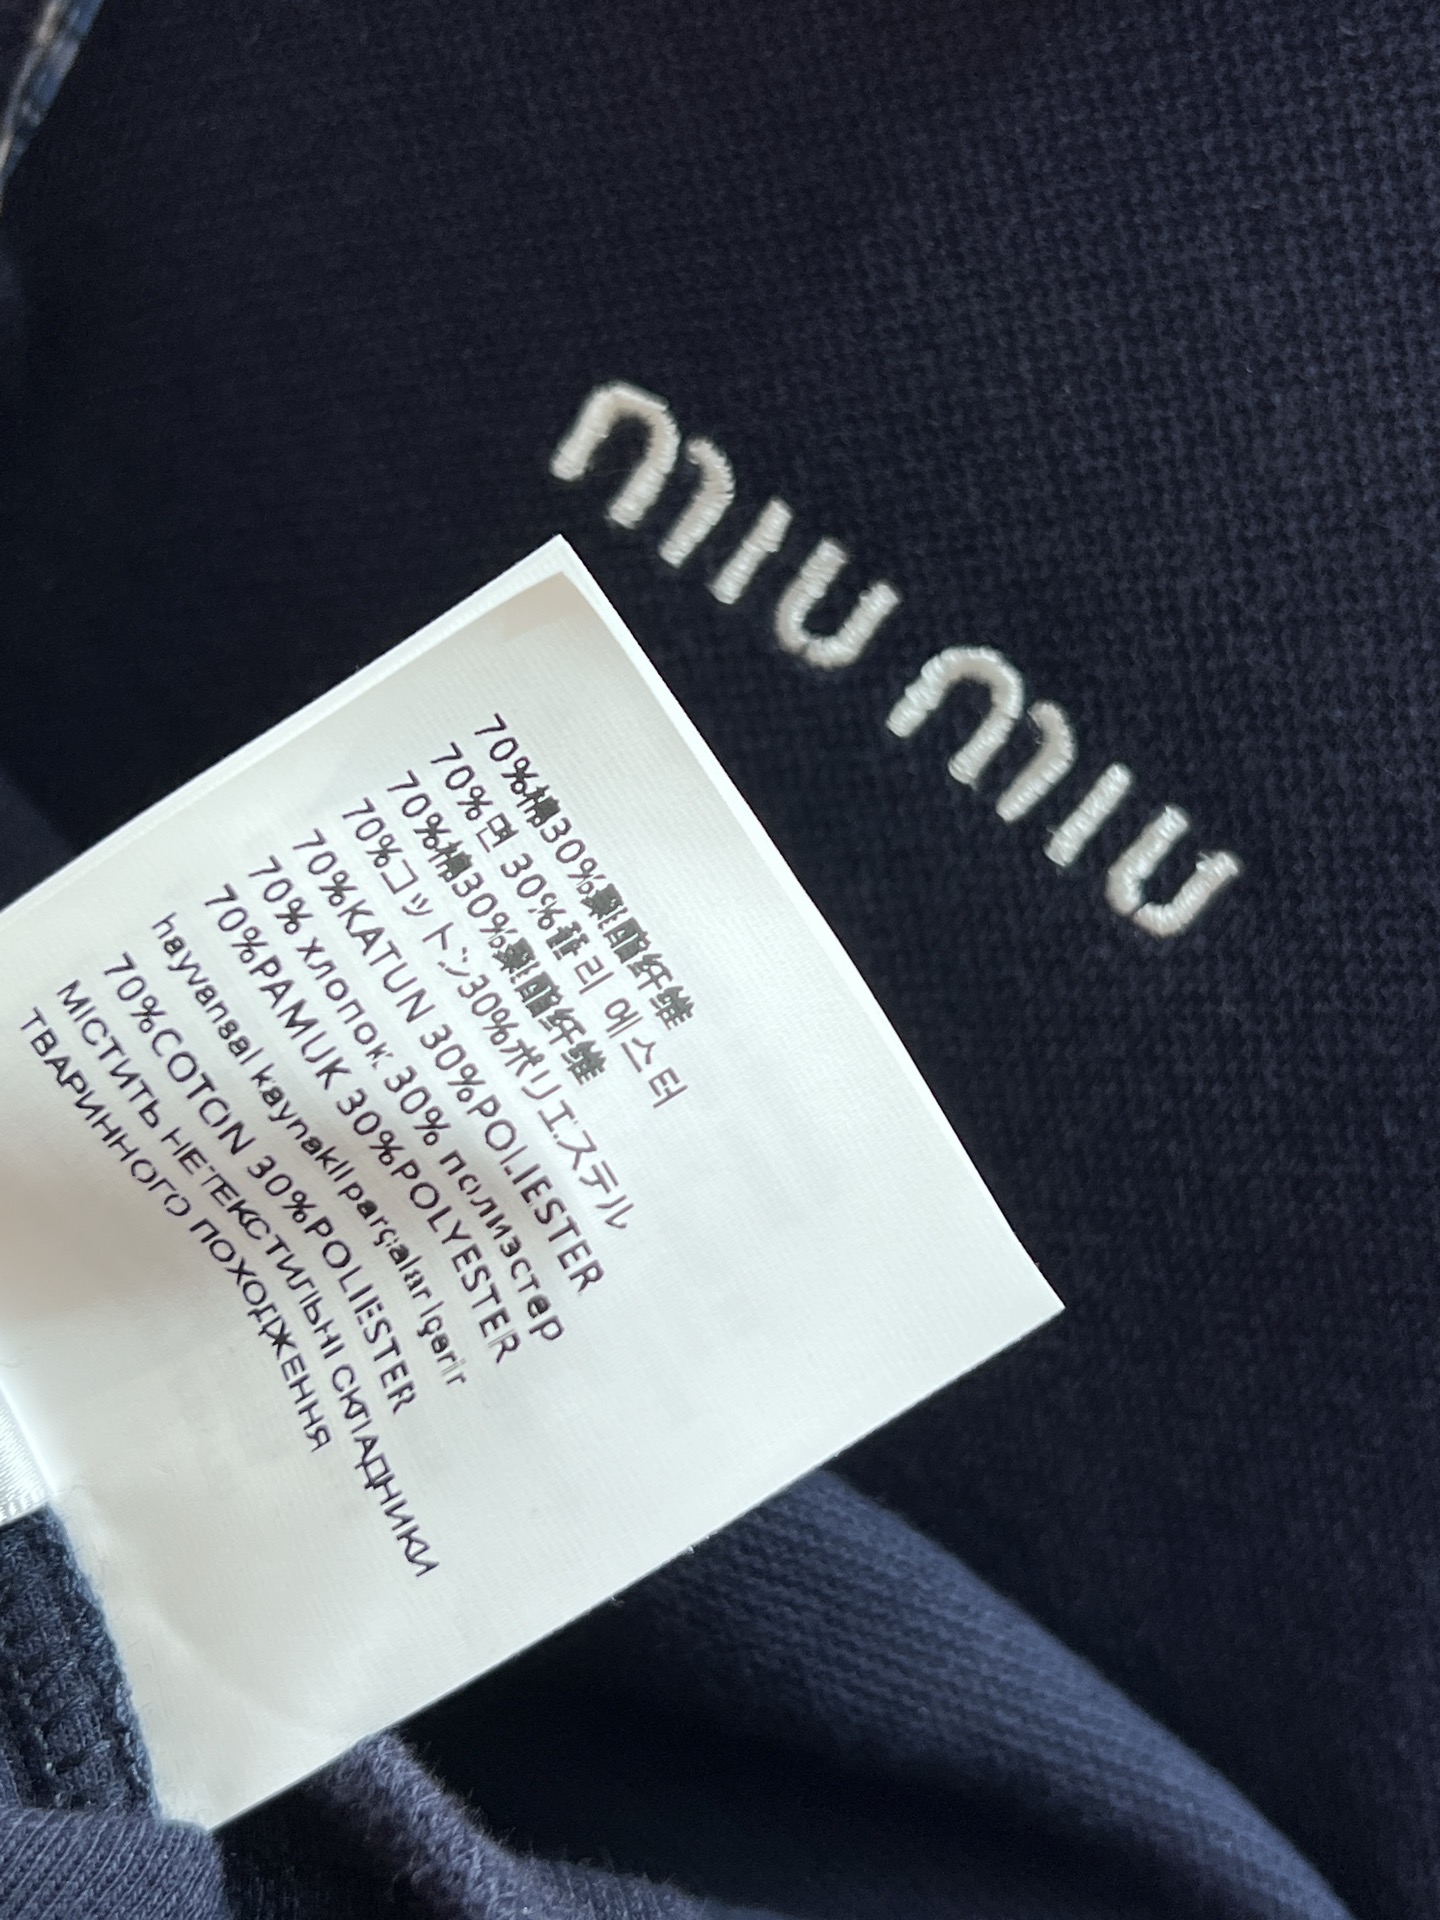 miu miu
70%棉30%聚酯纤维
70%면 30%폴리에스터
70%棉30%聚酯纤维
70%コットン30%ポリエステル
70%KATUN 30%POLIESTER
70% хлопок 30% полиэстер
70%PAMUK 30%POLYESTER
hayvansal kaynakli parçalar içerir
70%COTON 30%POLIESTER
МІСТИТЬ НЕТЕКСТИЛЬНІ СКЛАДНИКИ
ТВАРИННОГО ПОХОДЖЕННЯ